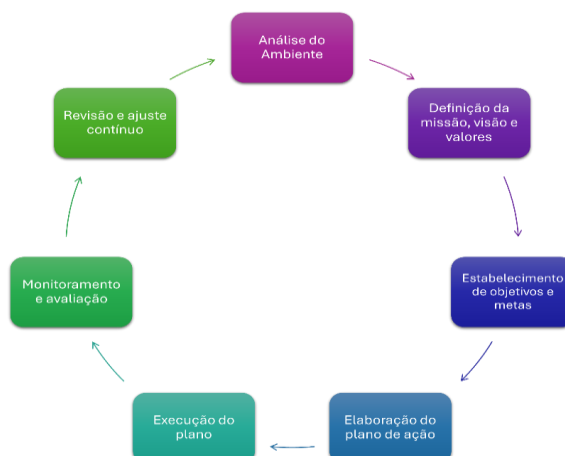 Análise do
Ambiente
Definição da
missão, visão e
valores
Estabelecimento
de objetivos e
metas
Elaboração do
plano de ação
Execução do
plano
Monitoramento
e avaliação
Revisão e ajuste
contínuo